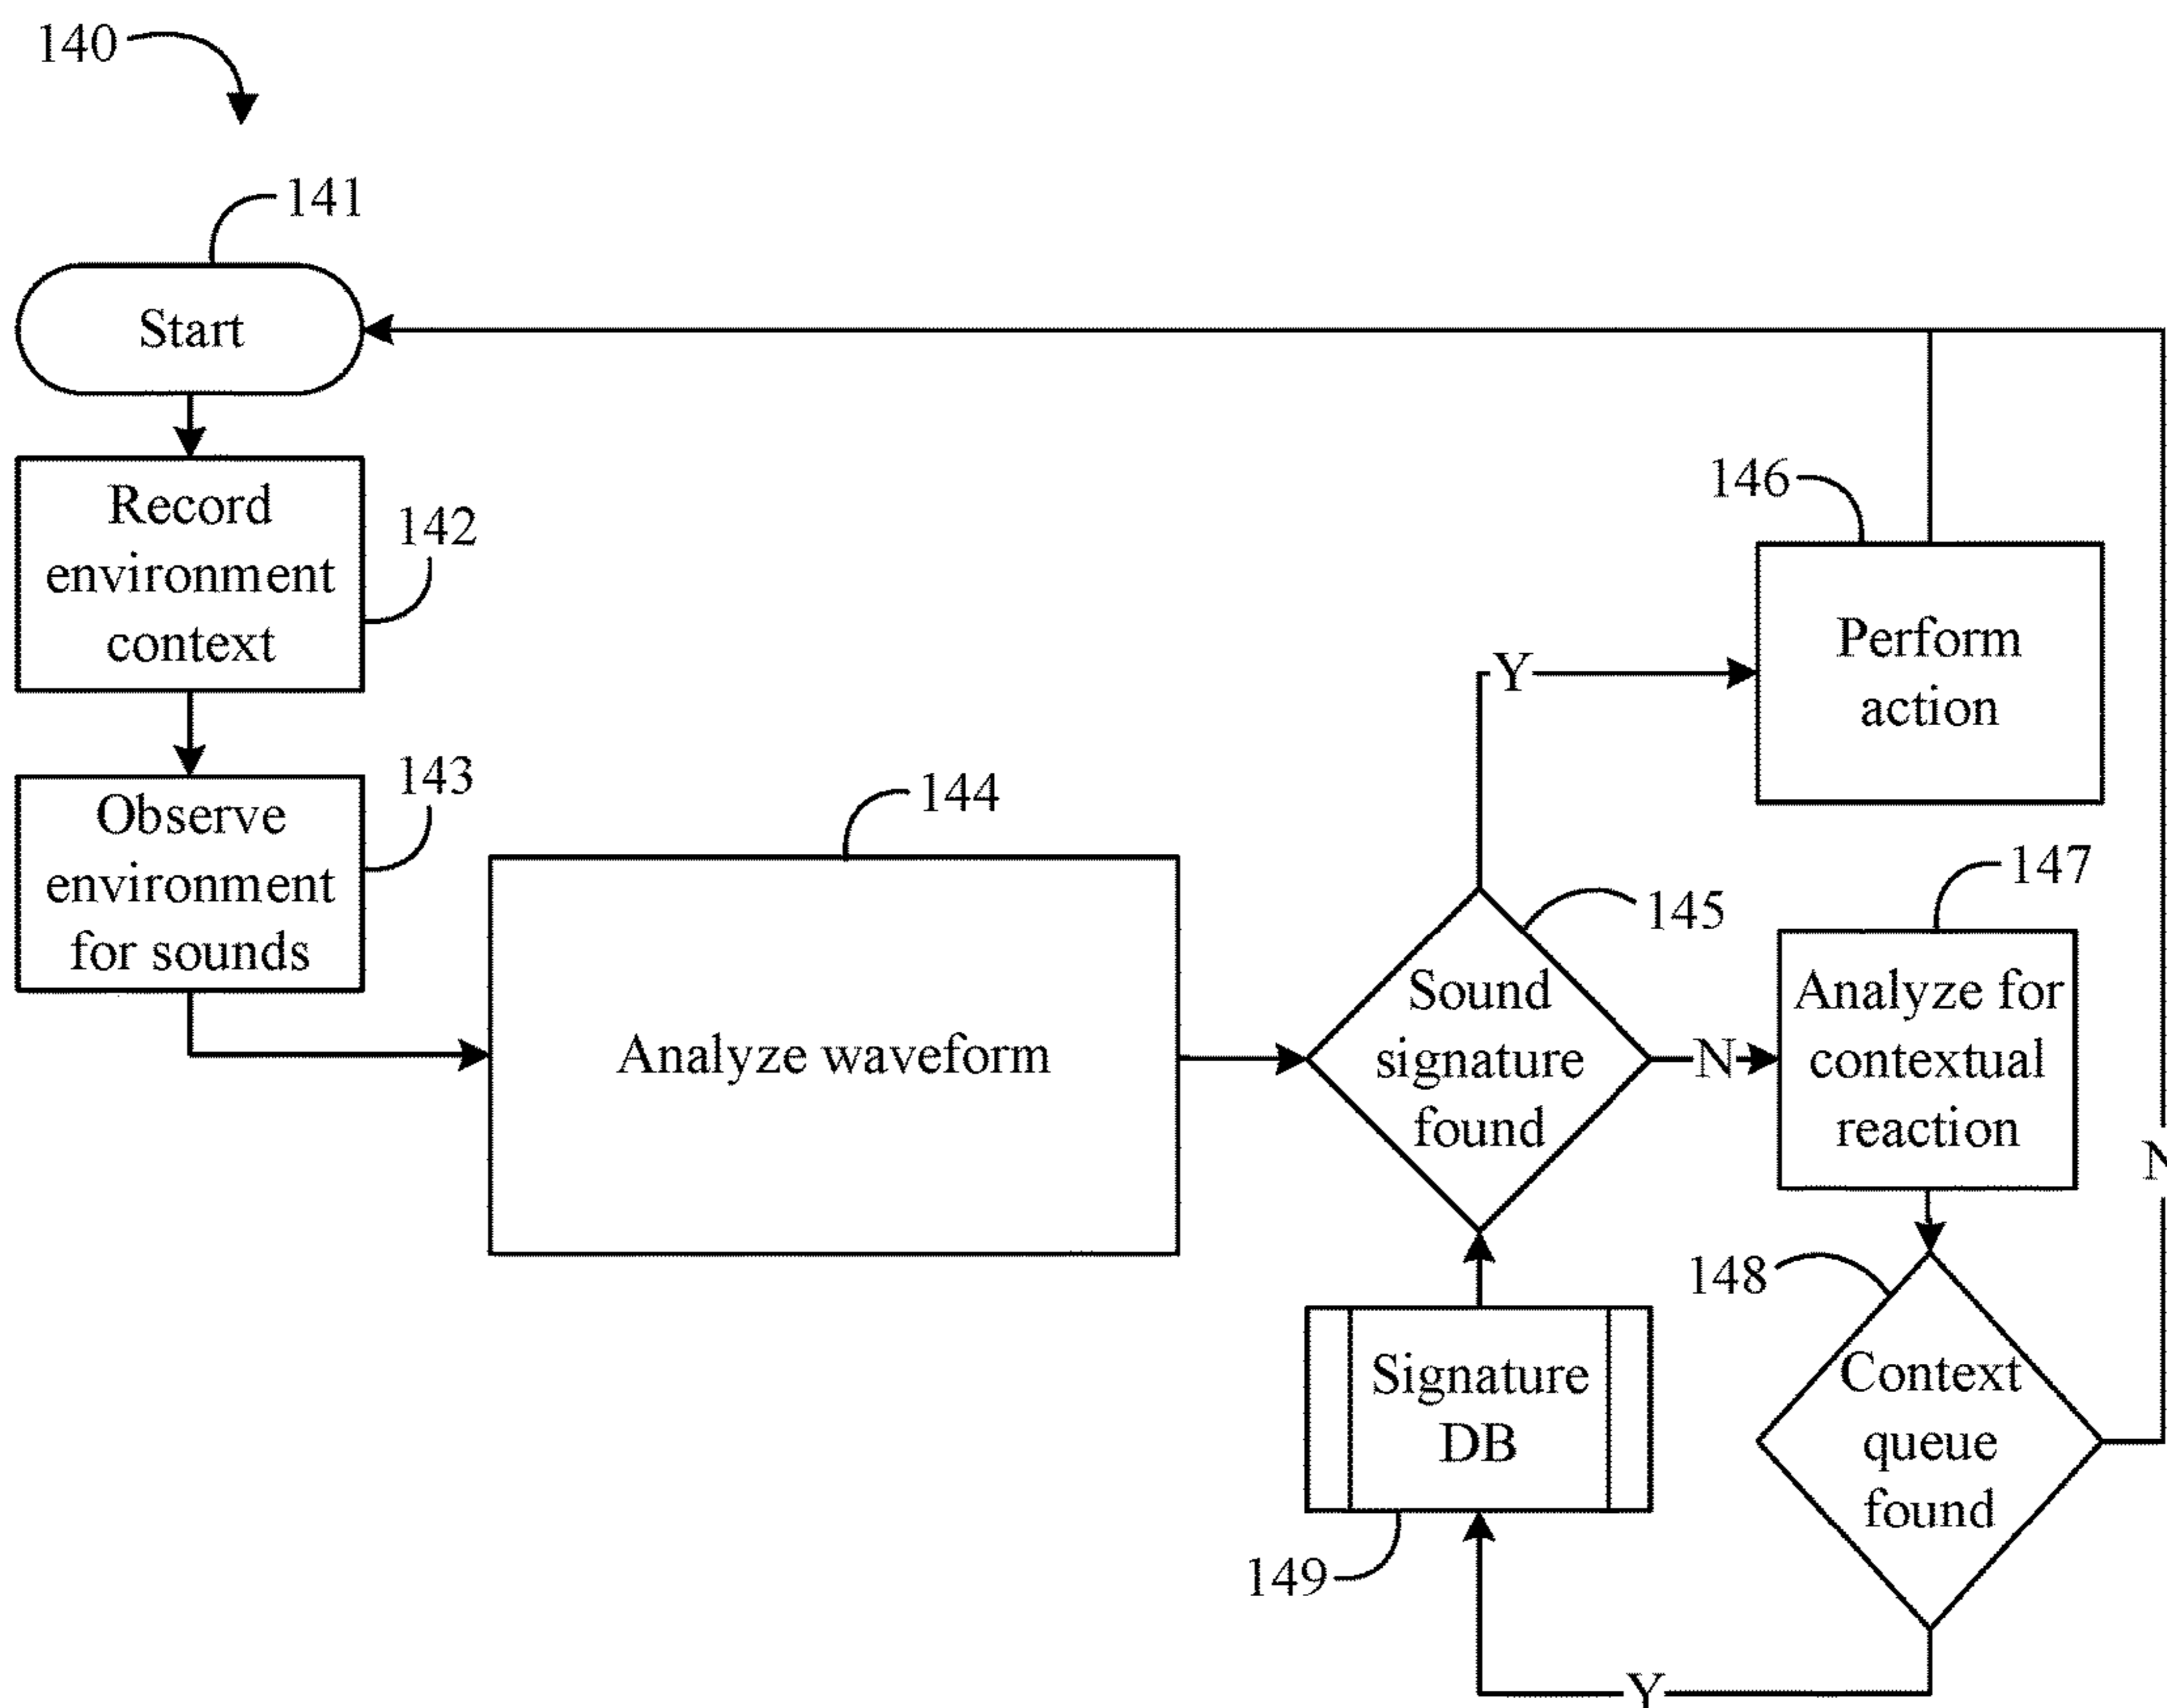 140
141
Start
Record
environment
context
142
Observe
environment
for sounds
143
144
Analyze waveform
145
Sound
signature
found
Y
146
Perform
action
N
147
Analyze for
contextual
reaction
148
Context
queue
found
N
Y
149
Signature
DB